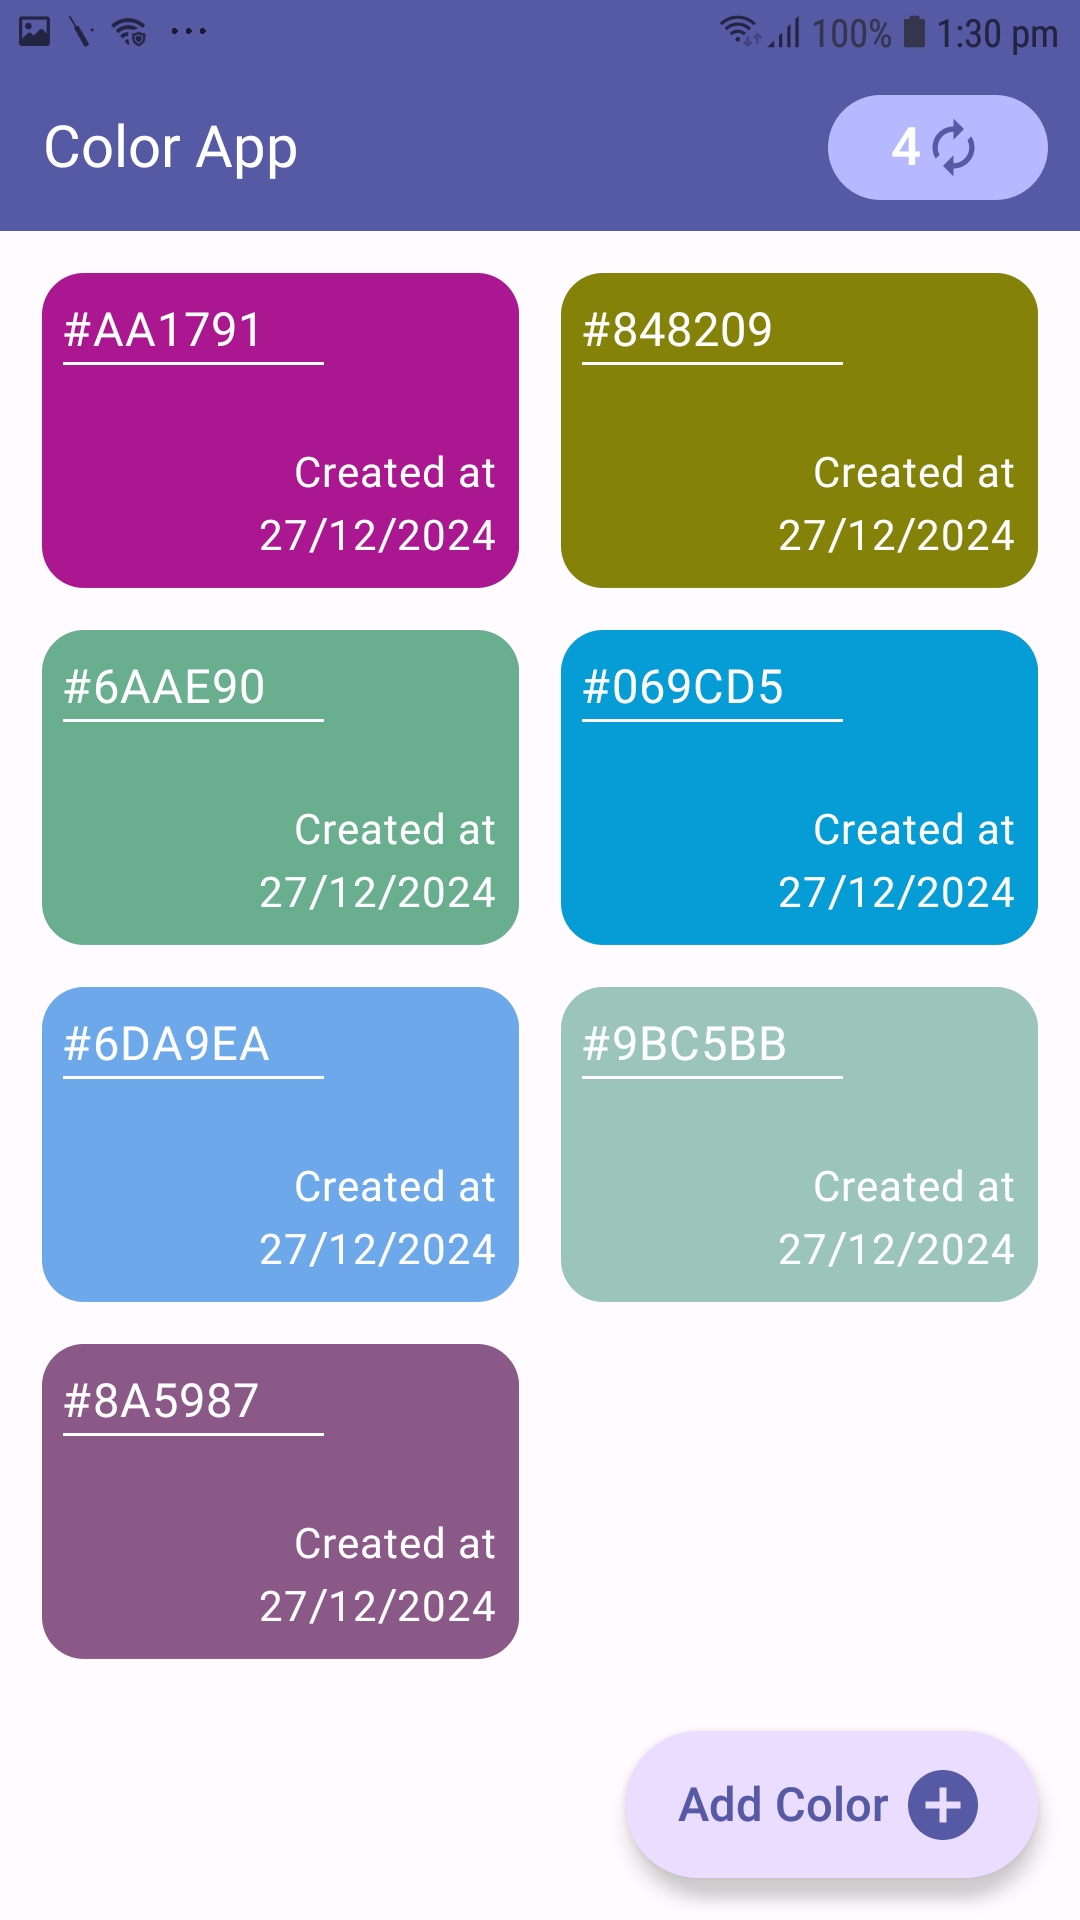 100% 1:30 pm
Color App
4
#AA1791
Created at
27/12/2024
#848209
Created at
27/12/2024
#6AAE90
Created at
27/12/2024
#069CD5
Created at
27/12/2024
#6DA9EA
Created at
27/12/2024
#9BC5BB
Created at
27/12/2024
#8A5987
Created at
27/12/2024
Add Color